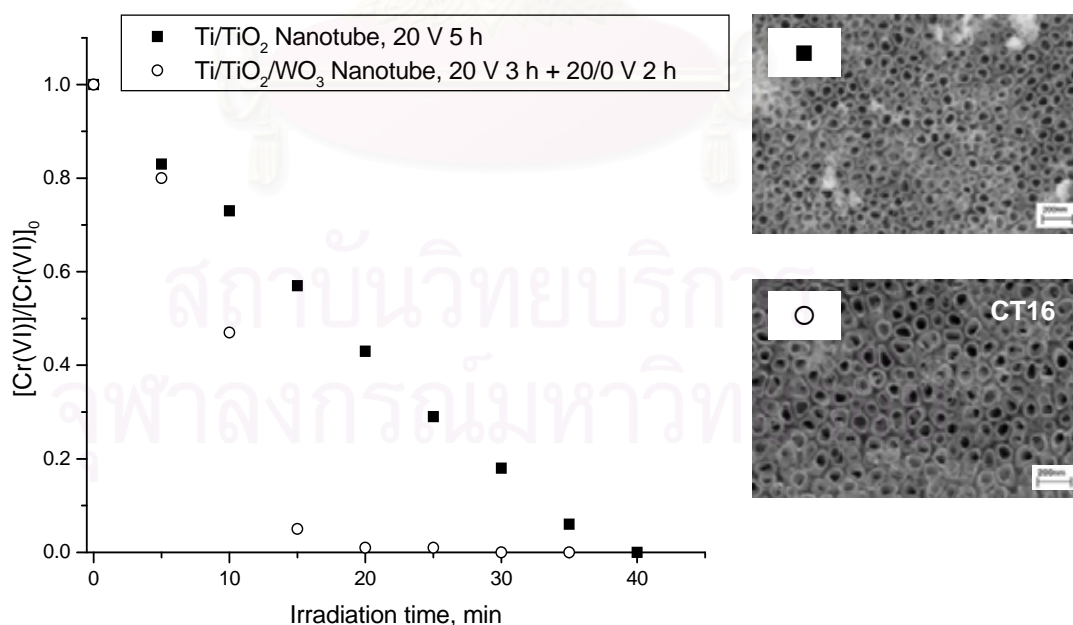 Ti/TiO₂ Nanotube, 20 V 5 h
Ti/TiO₂/WO₃ Nanotube, 20 V 3 h + 20/0 V 2 h
[Cr(VI)]/[Cr(VI)]₀
1.0
0.8
0.6
0.4
0.2
0.0
0 10 20 30 40
Irradiation time, min
200nm
CT16
200nm
สถาบันวิทยบริการ
จุฬาลงกรณ์มหาวิทยาลัย